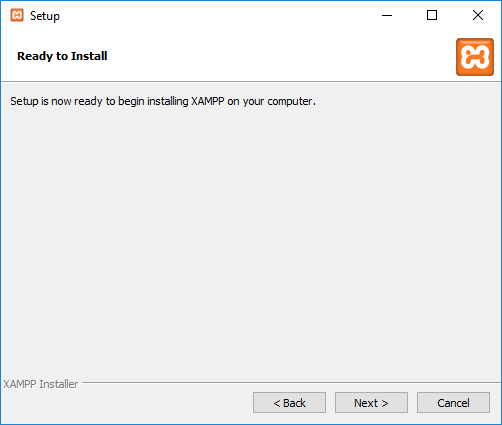 Setup
Ready to Install
Setup is now ready to begin installing XAMPP on your computer.
XAMPP Installer
< Back
Next >
Cancel